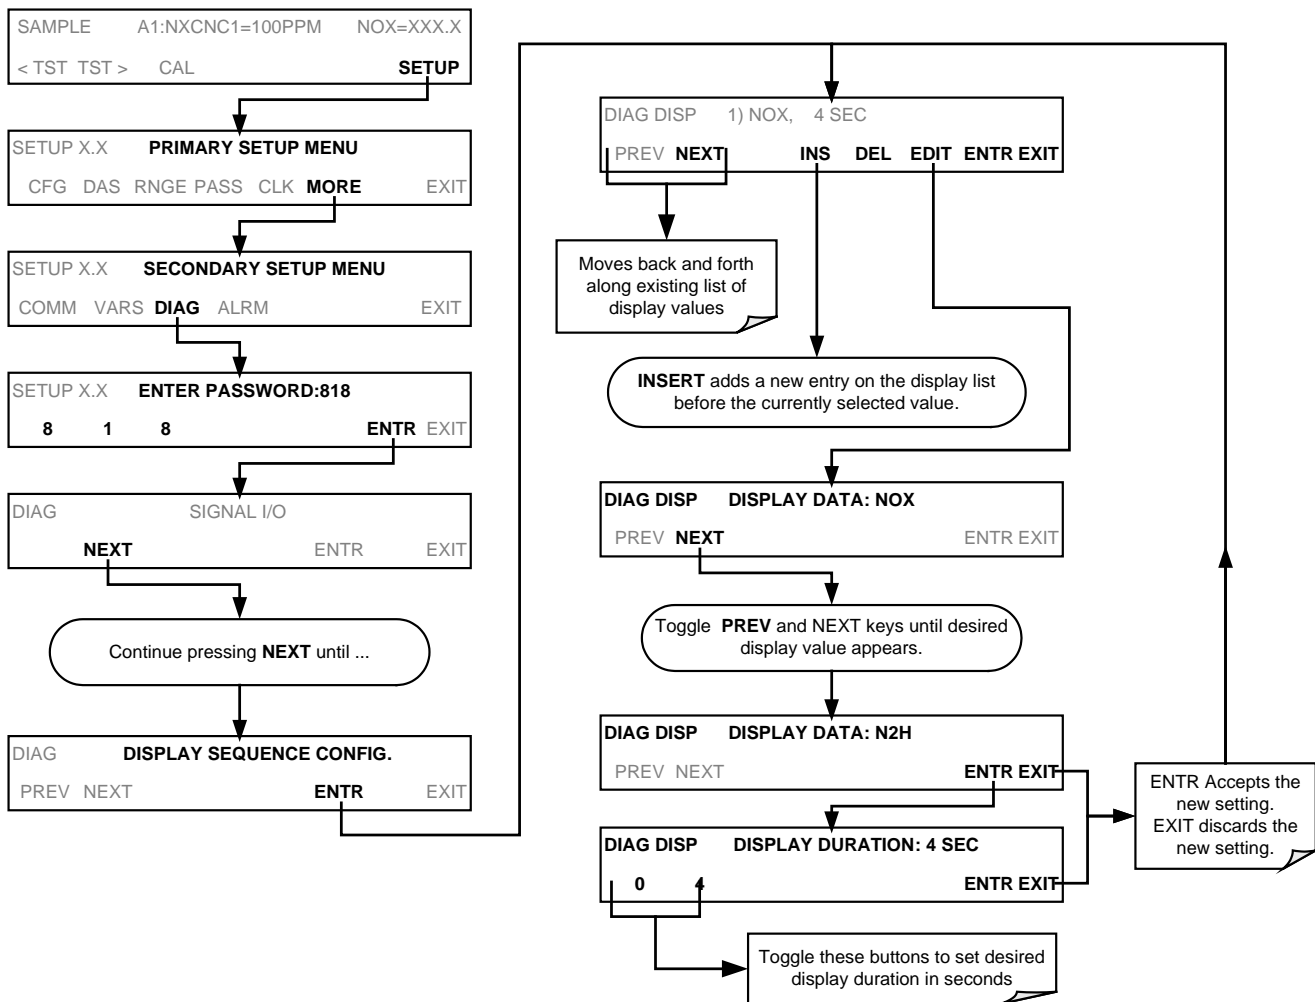 SAMPLE A1:NXCNC1=100PPM NOX=XXX.X
< TST TST > CAL SETUP
SETUP X.X PRIMARY SETUP MENU
CFG DAS RNGE PASS CLK MORE EXIT
SETUP X.X SECONDARY SETUP MENU
COMM VARS DIAG ALRM EXIT
SETUP X.X ENTER PASSWORD:818
8 1 8 ENTR EXIT
DIAG SIGNAL I/O
NEXT ENTR EXIT
Continue pressing NEXT until ...
DIAG DISPLAY SEQUENCE CONFIG.
PREV NEXT ENTR EXIT
DIAG DISP 1) NOX, 4 SEC
PREV NEXT INS DEL EDIT ENTR EXIT
Moves back and forth
along existing list of
display values
INSERT adds a new entry on the display list
before the currently selected value.
DIAG DISP DISPLAY DATA: NOX
PREV NEXT ENTR EXIT
Toggle PREV and NEXT keys until desired
display value appears.
DIAG DISP DISPLAY DATA: N2H
PREV NEXT ENTR EXIT
DIAG DISP DISPLAY DURATION: 4 SEC
0 4 ENTR EXIT
Toggle these buttons to set desired
display duration in seconds
ENTR Accepts the
new setting.
EXIT discards the
new setting.